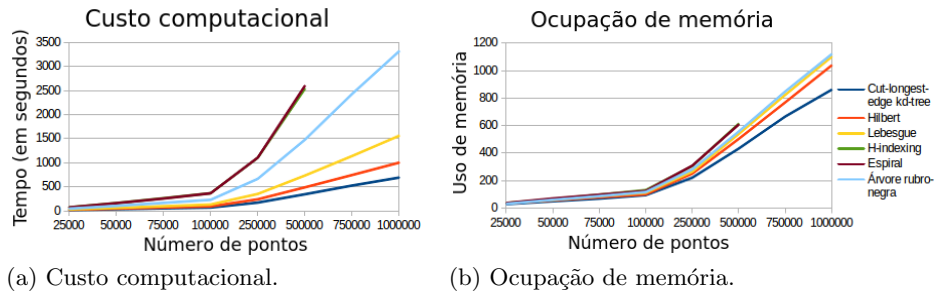 Custo computacional
3500
3000
2500
2000
1500
1000
500
0
25000 50000 75000 100000 250000 500000 750000 1000000
Tempo (em segundos)
Número de pontos
(a) Custo computacional.
Ocupação de memória
1200
1000
800
600
400
200
0
25000 50000 75000 100000 250000 500000 750000 1000000
Uso de memória
Número de pontos
Cut-longest-
edge kd-tree
Hilbert
Lebesgue
H-indexing
Espiral
Árvore rubro-
negra
(b) Ocupação de memória.